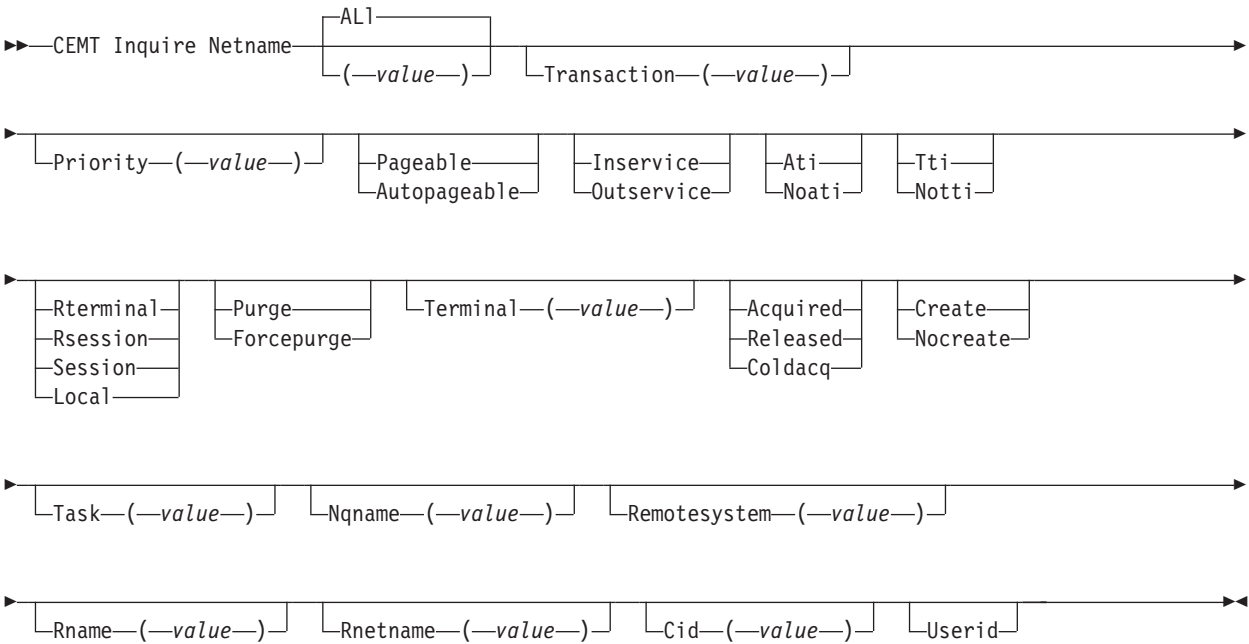 ALl
CEMT Inquire Netname
(value) Transaction (value)
Priority (value) Pageable Inservice Ati Tti
Autopageable Outservice Noati Notti
Rterminal Purge Terminal (value) Acquired Create
Rsession Forcepurge Released Nocreate
Session Coldacq
Local
Task (value) Nqname (value) Remotesystem (value)
Rname (value) Rnetname (value) Cid (value) Userid